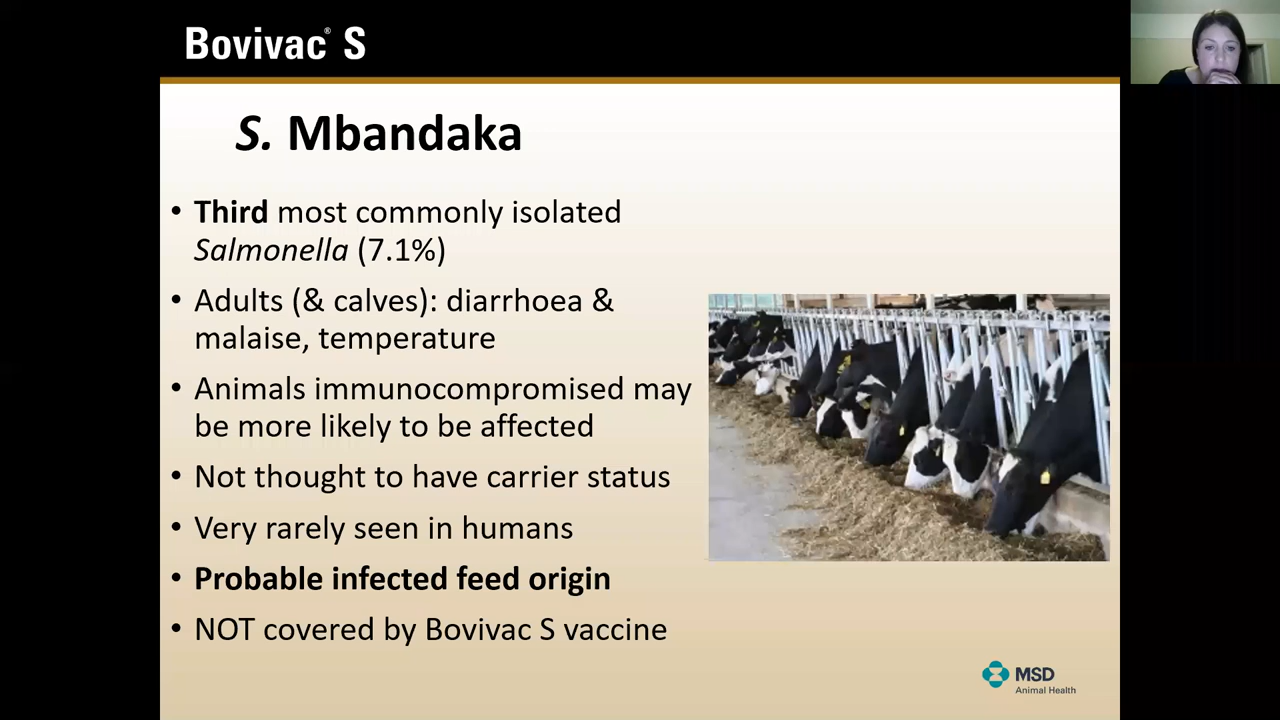 Bovivac® S
S. Mbandaka
• Third most commonly isolated
Salmonella (7.1%)
• Adults (& calves): diarrhoea &
malaise, temperature
• Animals immunocompromised may
be more likely to be affected
• Not thought to have carrier status
• Very rarely seen in humans
• Probable infected feed origin
• NOT covered by Bovivac S vaccine
MSD
Animal Health